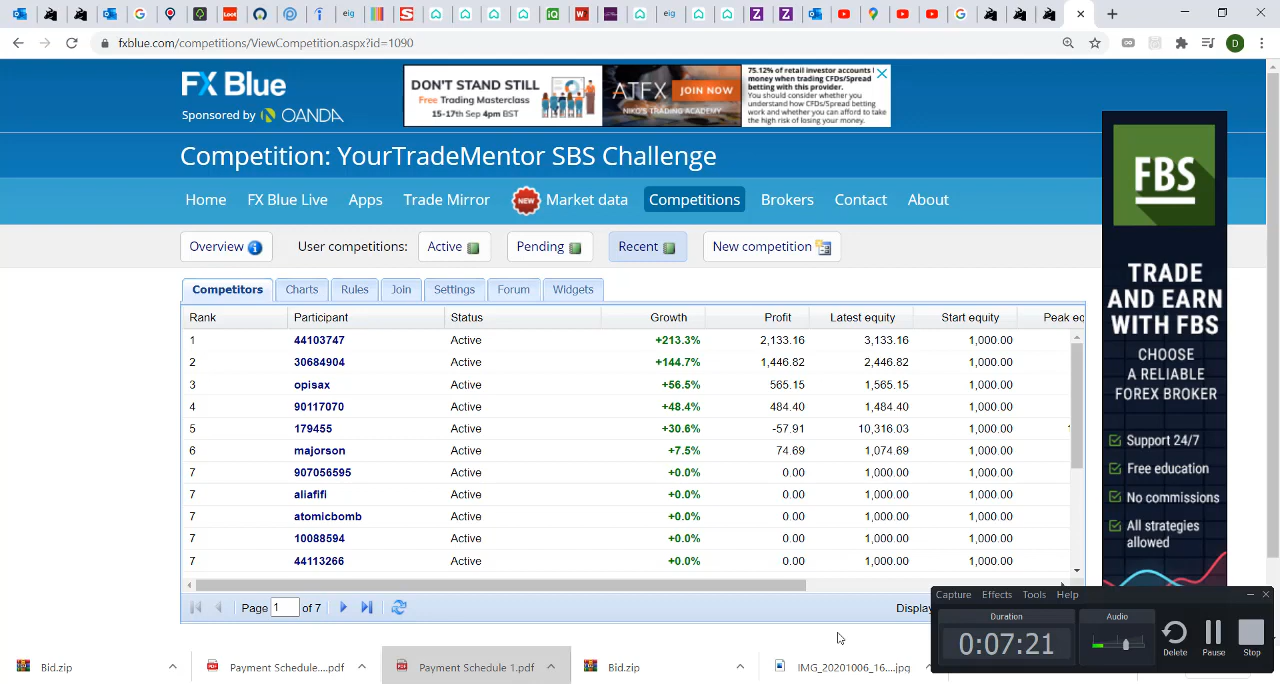 fxblue.com/competitions/ViewCompetition.aspx?id=1090
D
FX Blue
Sponsored by OANDA
DON'T STAND STILL
Free Trading Masterclass
15-17th Sep 4pm BST
ATFX
JOIN NOW
NIKO'S TRADING ACADEMY
75.12% of retail investor accounts l
money when trading CFDs/Spread
betting with this provider.
You should consider whether you
understand how CFDs/Spread betting
work and whether you can afford to take
the high risk of losing your money.
Competition: YourTradeMentor SBS Challenge
Home FX Blue Live Apps Trade Mirror NEW Market data Competitions Brokers Contact About
Overview User competitions: Active Pending Recent New competition
Competitors Charts Rules Join Settings Forum Widgets
Rank Participant Status Growth Profit Latest equity Start equity Peak eq
1 44103747 Active +213.3% 2,133.16 3,133.16 1,000.00
2 30684904 Active +144.7% 1,446.82 2,446.82 1,000.00
3 opisax Active +56.5% 565.15 1,565.15 1,000.00
4 90117070 Active +48.4% 484.40 1,484.40 1,000.00
5 179455 Active +30.6% -57.91 10,316.03 1,000.00
6 majorson Active +7.5% 74.69 1,074.69 1,000.00
7 907056595 Active +0.0% 0.00 1,000.00 1,000.00
7 aliafifi Active +0.0% 0.00 1,000.00 1,000.00
7 atomicbomb Active +0.0% 0.00 1,000.00 1,000.00
7 10088594 Active +0.0% 0.00 1,000.00 1,000.00
7 44113266 Active +0.0% 0.00 1,000.00 1,000.00
Page 1 of 7
Display
FBS
TRADE
AND EARN
WITH FBS
CHOOSE
A RELIABLE
FOREX BROKER
Support 24/7
Free education
No commissions
All strategies
allowed
Capture Effects Tools Help
Duration Audio
0:07:21
Delete Pause Stop
Bid.zip Payment Schedule....pdf Payment Schedule 1.pdf Bid.zip IMG_20201006_16....jpg